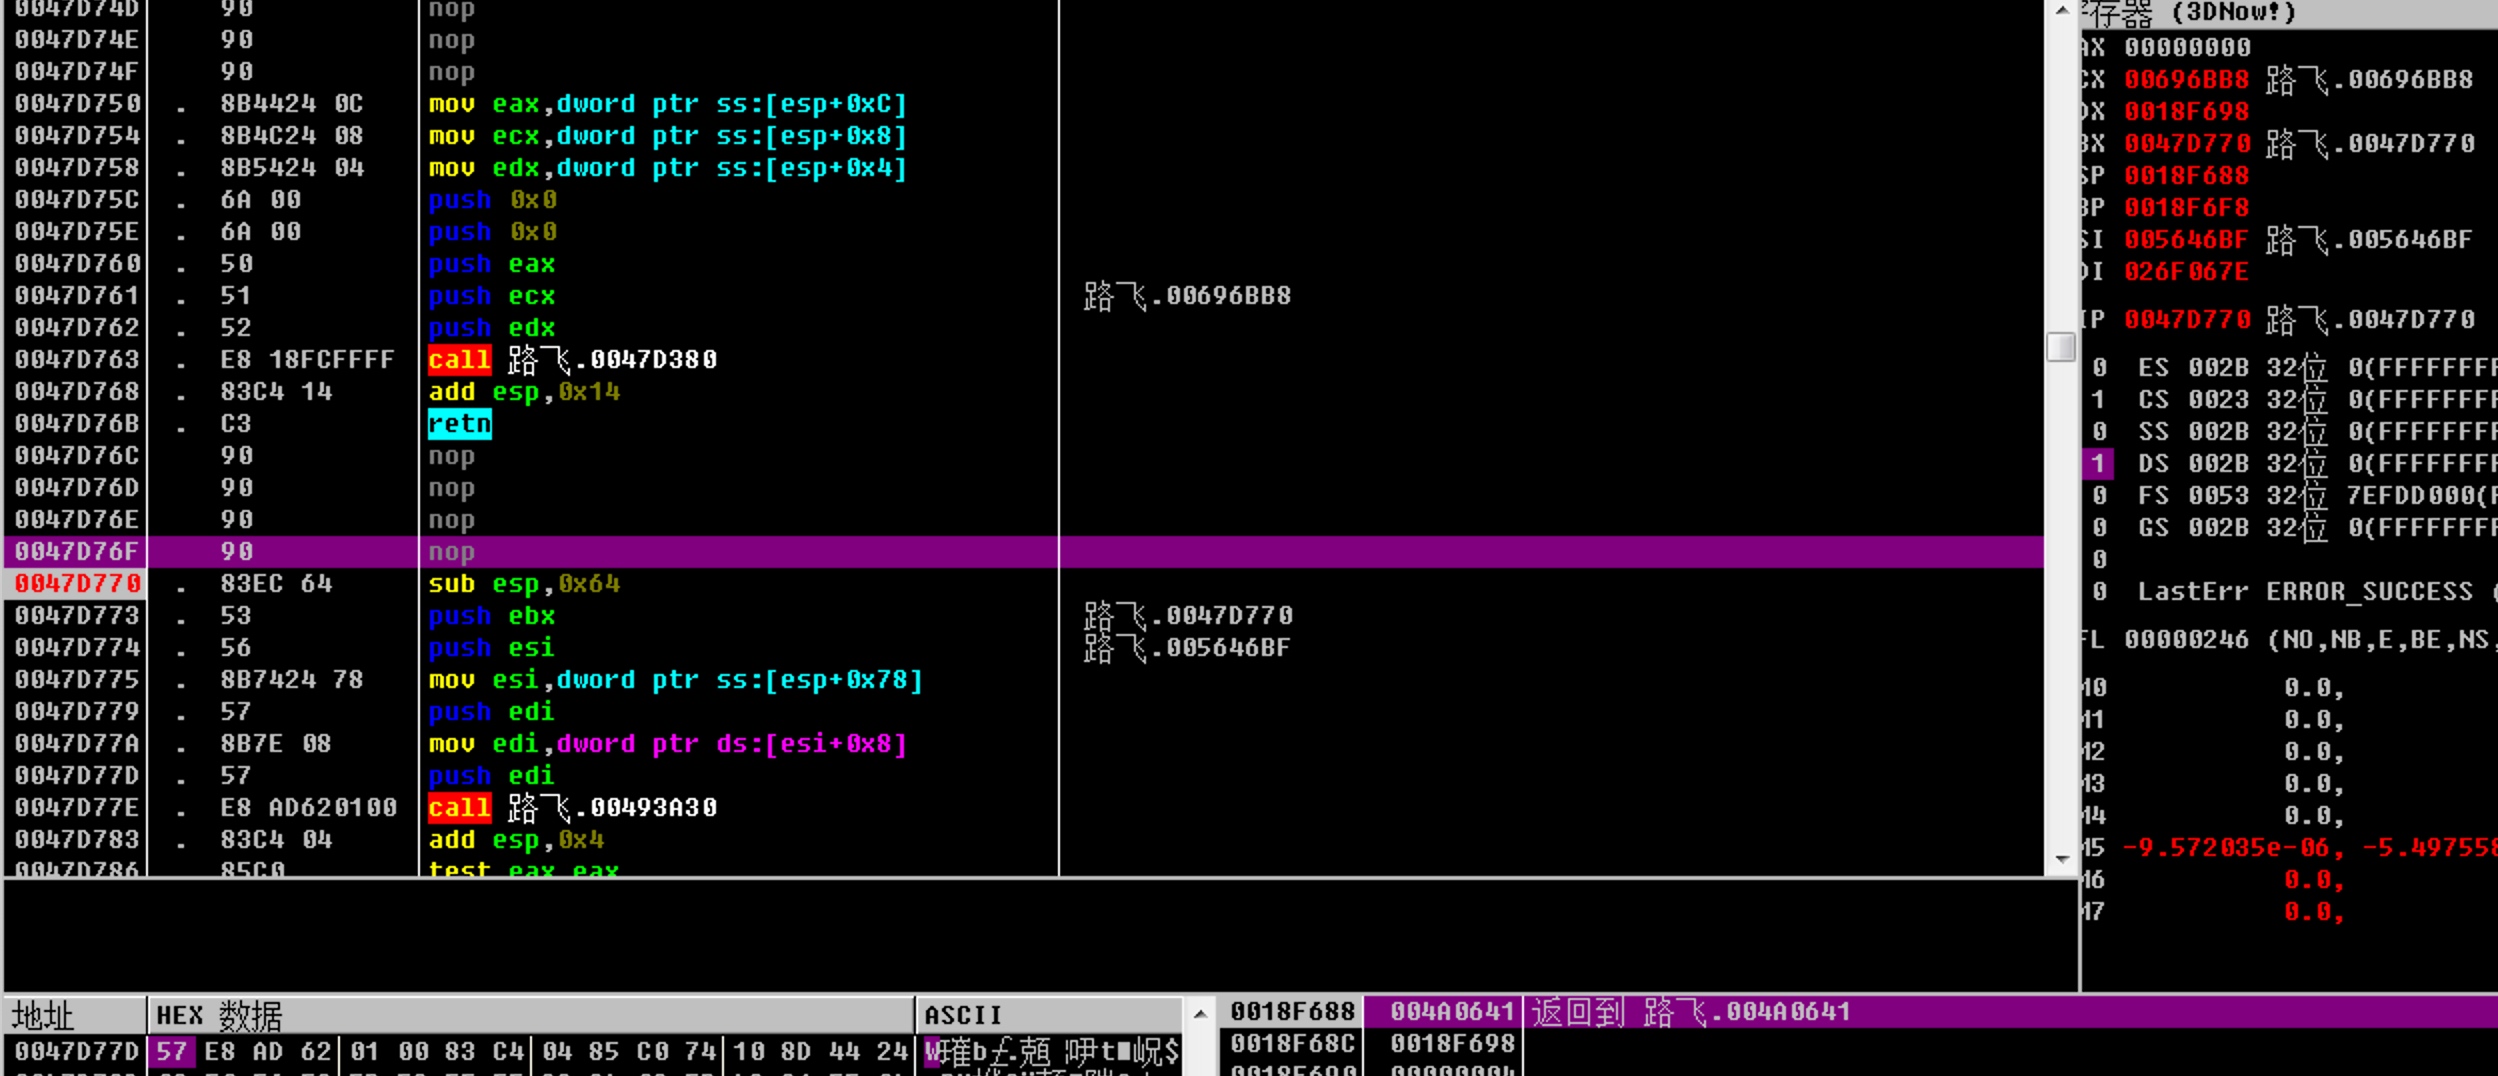 0047D74D 90 nop
0047D74E 90 nop
0047D74F 90 nop
0047D750 . 8B4424 0C mov eax,dword ptr ss:[esp+0xC]
0047D754 . 8B4C24 08 mov ecx,dword ptr ss:[esp+0x8]
0047D758 . 8B5424 04 mov edx,dword ptr ss:[esp+0x4]
0047D75C . 6A 00 push 0x0
0047D75E . 6A 00 push 0x0
0047D760 . 50 push eax
0047D761 . 51 push ecx 路飞.00696BB8
0047D762 . 52 push edx
0047D763 . E8 18FCFFFF call 路飞.0047D380
0047D768 . 83C4 14 add esp,0x14
0047D76B . C3 retn
0047D76C 90 nop
0047D76D 90 nop
0047D76E 90 nop
0047D76F 90 nop
0047D770 . 83EC 64 sub esp,0x64
0047D773 . 53 push ebx 路飞.0047D770
0047D774 . 56 push esi 路飞.005646BF
0047D775 . 8B7424 78 mov esi,dword ptr ss:[esp+0x78]
0047D779 . 57 push edi
0047D77A . 8B7E 08 mov edi,dword ptr ds:[esi+0x8]
0047D77D . 57 push edi
0047D77E . E8 AD620100 call 路飞.00493A30
0047D783 . 83C4 04 add esp,0x4
0047D786 85C0 test eax eax
存器 (3DNow!)
AX 00000000
CX 00696BB8 路飞.00696BB8
DX 0018F698
BX 0047D770 路飞.0047D770
SP 0018F688
BP 0018F6F8
SI 005646BF 路飞.005646BF
DI 026F067E
IP 0047D770 路飞.0047D770
0 ES 002B 32位 0(FFFFFFFF
1 CS 0023 32位 0(FFFFFFFF
0 SS 002B 32位 0(FFFFFFFF
1 DS 002B 32位 0(FFFFFFFF
0 FS 0053 32位 7EFDD000(F
0 GS 002B 32位 0(FFFFFFFF
0
0 LastErr ERROR_SUCCESS (
FL 00000246 (NO,NB,E,BE,NS,
M0 0.0,
M1 0.0,
M2 0.0,
M3 0.0,
M4 0.0,
M5 -9.572035e-06, -5.497558
M6 0.0,
M7 0.0,
地址 HEX 数据 ASCII
0047D77D 57 E8 AD 62 01 00 83 C4 04 85 C0 74 10 8D 44 24
0018F688 004A0641 返回到 路飞.004A0641
0018F68C 0018F698
0018F690 00000004